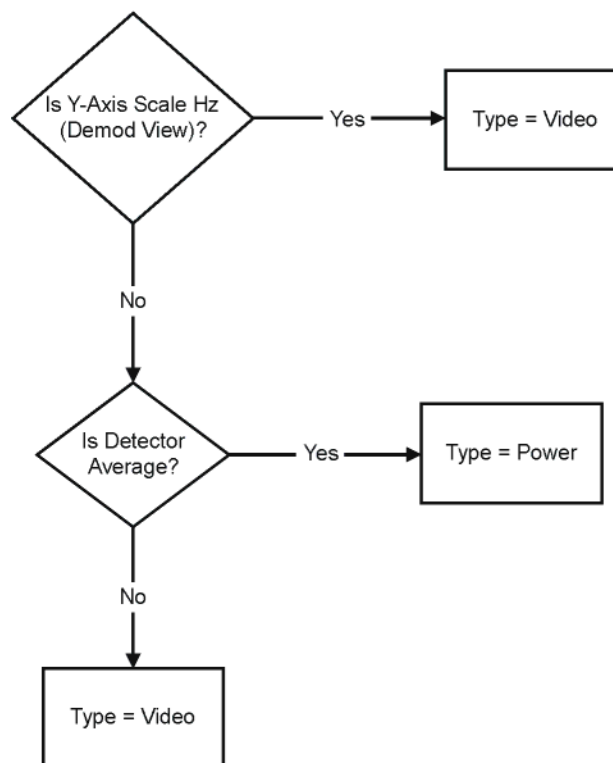 Is Y-Axis Scale Hz
(Demod View)?
Yes
Type = Video
No
Is Detector
Average?
Yes
Type = Power
No
Type = Video